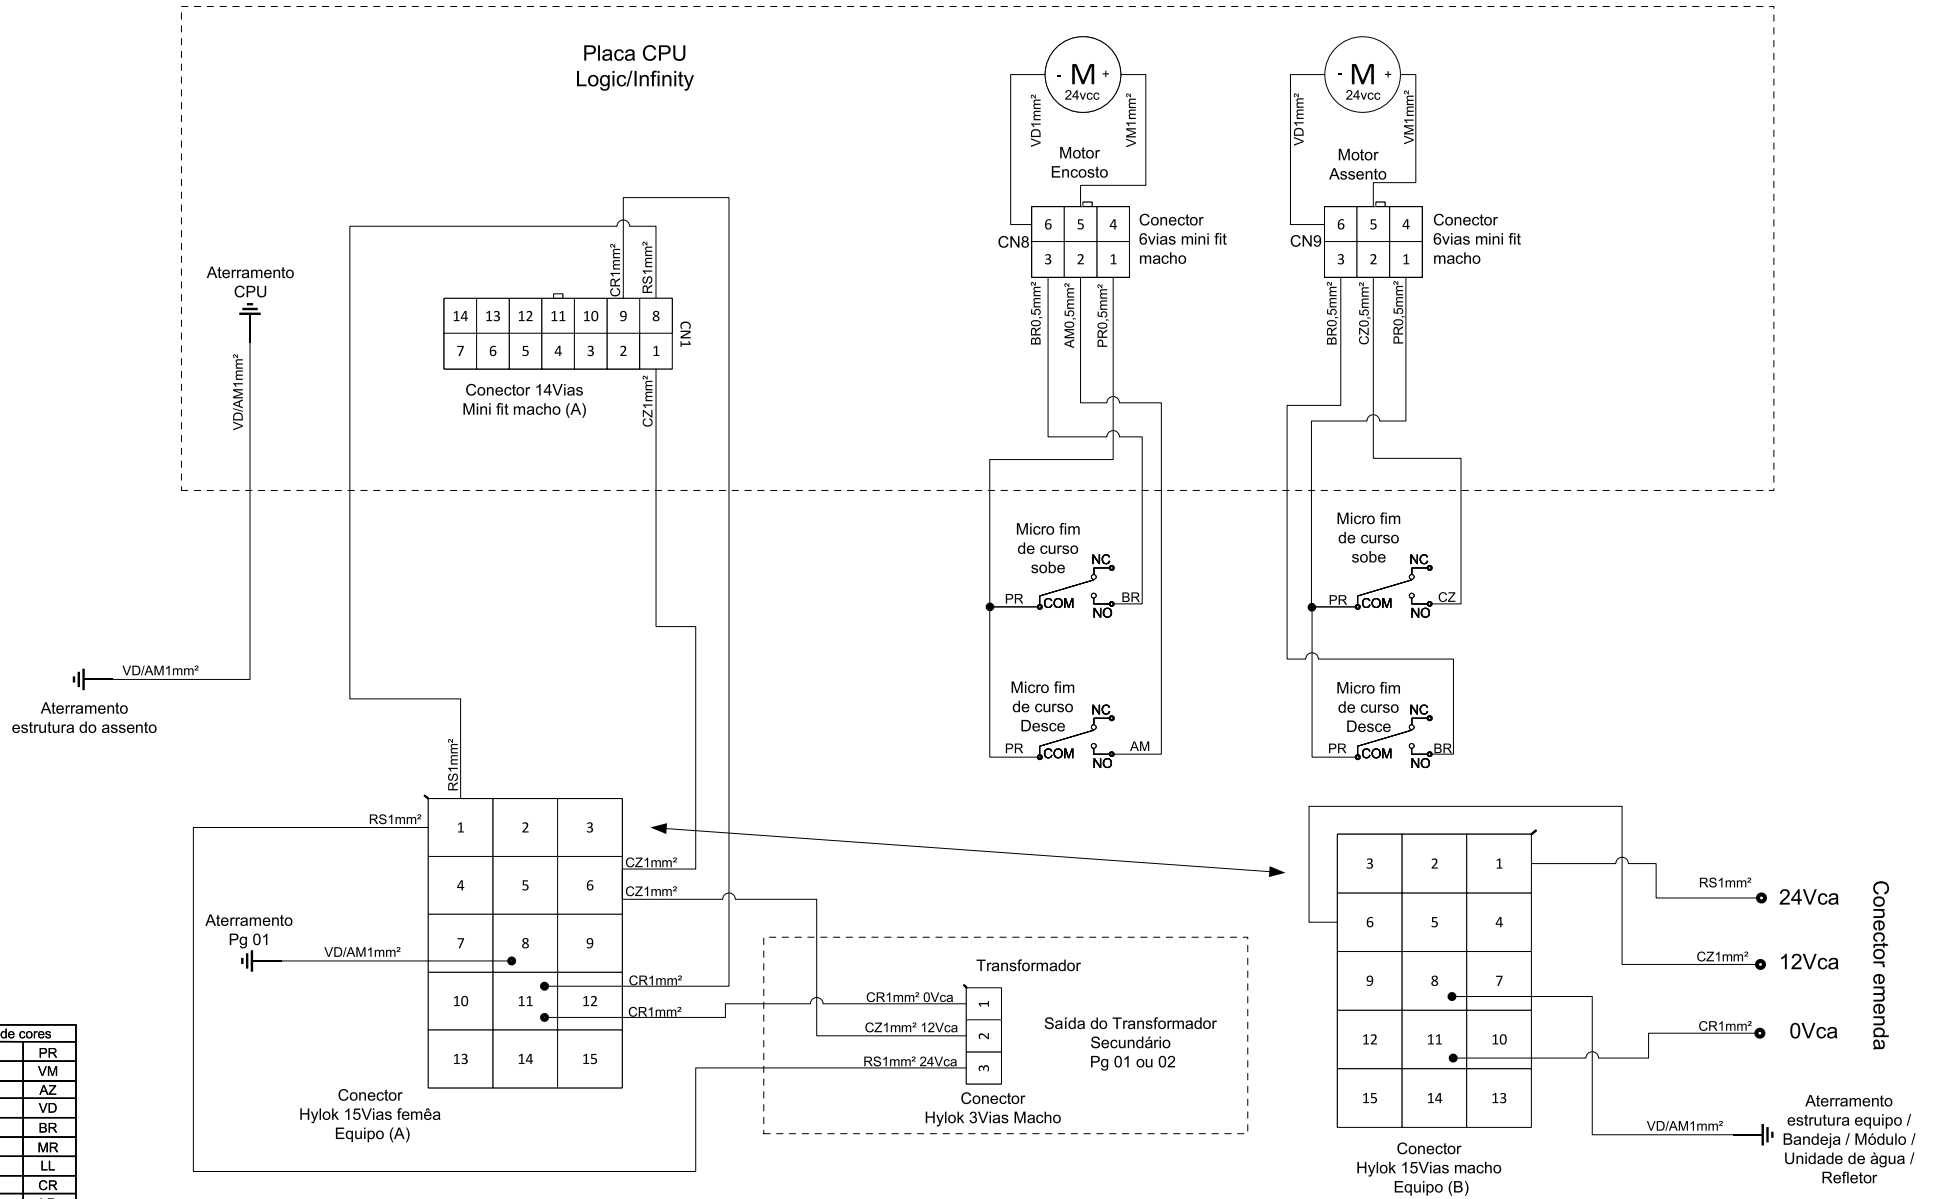 Placa CPU
Logic/Infinity
- M +
24vcc
VD1mm²
VM1mm²
Motor
Encosto
6 5 4
3 2 1
CN8
Conector
6vias mini fit
macho
BR0,5mm²
AM0,5mm²
PR0,5mm²
- M +
24vcc
VD1mm²
VM1mm²
Motor
Assento
6 5 4
3 2 1
CN9
Conector
6vias mini fit
macho
BR0,5mm²
CZ0,5mm²
PR0,5mm²
Aterramento
CPU
VD/AM1mm²
CR1mm²
RS1mm²
14 13 12 11 10 9 8
7 6 5 4 3 2 1
CN1
Conector 14Vias
Mini fit macho (A)
CZ1mm²
Micro fim
de curso
sobe
NC
PR
COM
BR
NO
Micro fim
de curso
Desce
NC
PR
COM
AM
NO
Micro fim
de curso
sobe
NC
PR
COM
CZ
NO
Micro fim
de curso
Desce
NC
PR
COM
BR
NO
VD/AM1mm²
Aterramento
estrutura do assento
RS1mm²
RS1mm²
1 2 3
4 5 6
7 8 9
10 11 12
13 14 15
CZ1mm²
CZ1mm²
CR1mm²
CR1mm²
Aterramento
Pg 01
VD/AM1mm²
Conector
Hylok 15Vias femêa
Equipo (A)
Transformador
CR1mm² 0Vca
CZ1mm² 12Vca
RS1mm² 24Vca
1
2
3
Saída do Transformador
Secundário
Pg 01 ou 02
Conector
Hylok 3Vias Macho
3 2 1
6 5 4
9 8 7
12 11 10
15 14 13
Conector
Hylok 15Vias macho
Equipo (B)
RS1mm²
24Vca
CZ1mm²
12Vca
CR1mm²
0Vca
Conector emenda
VD/AM1mm²
Aterramento
estrutura equipo /
Bandeja / Módulo /
Unidade de àgua /
Refletor
de cores
PR
VM
AZ
VD
BR
MR
LL
CR